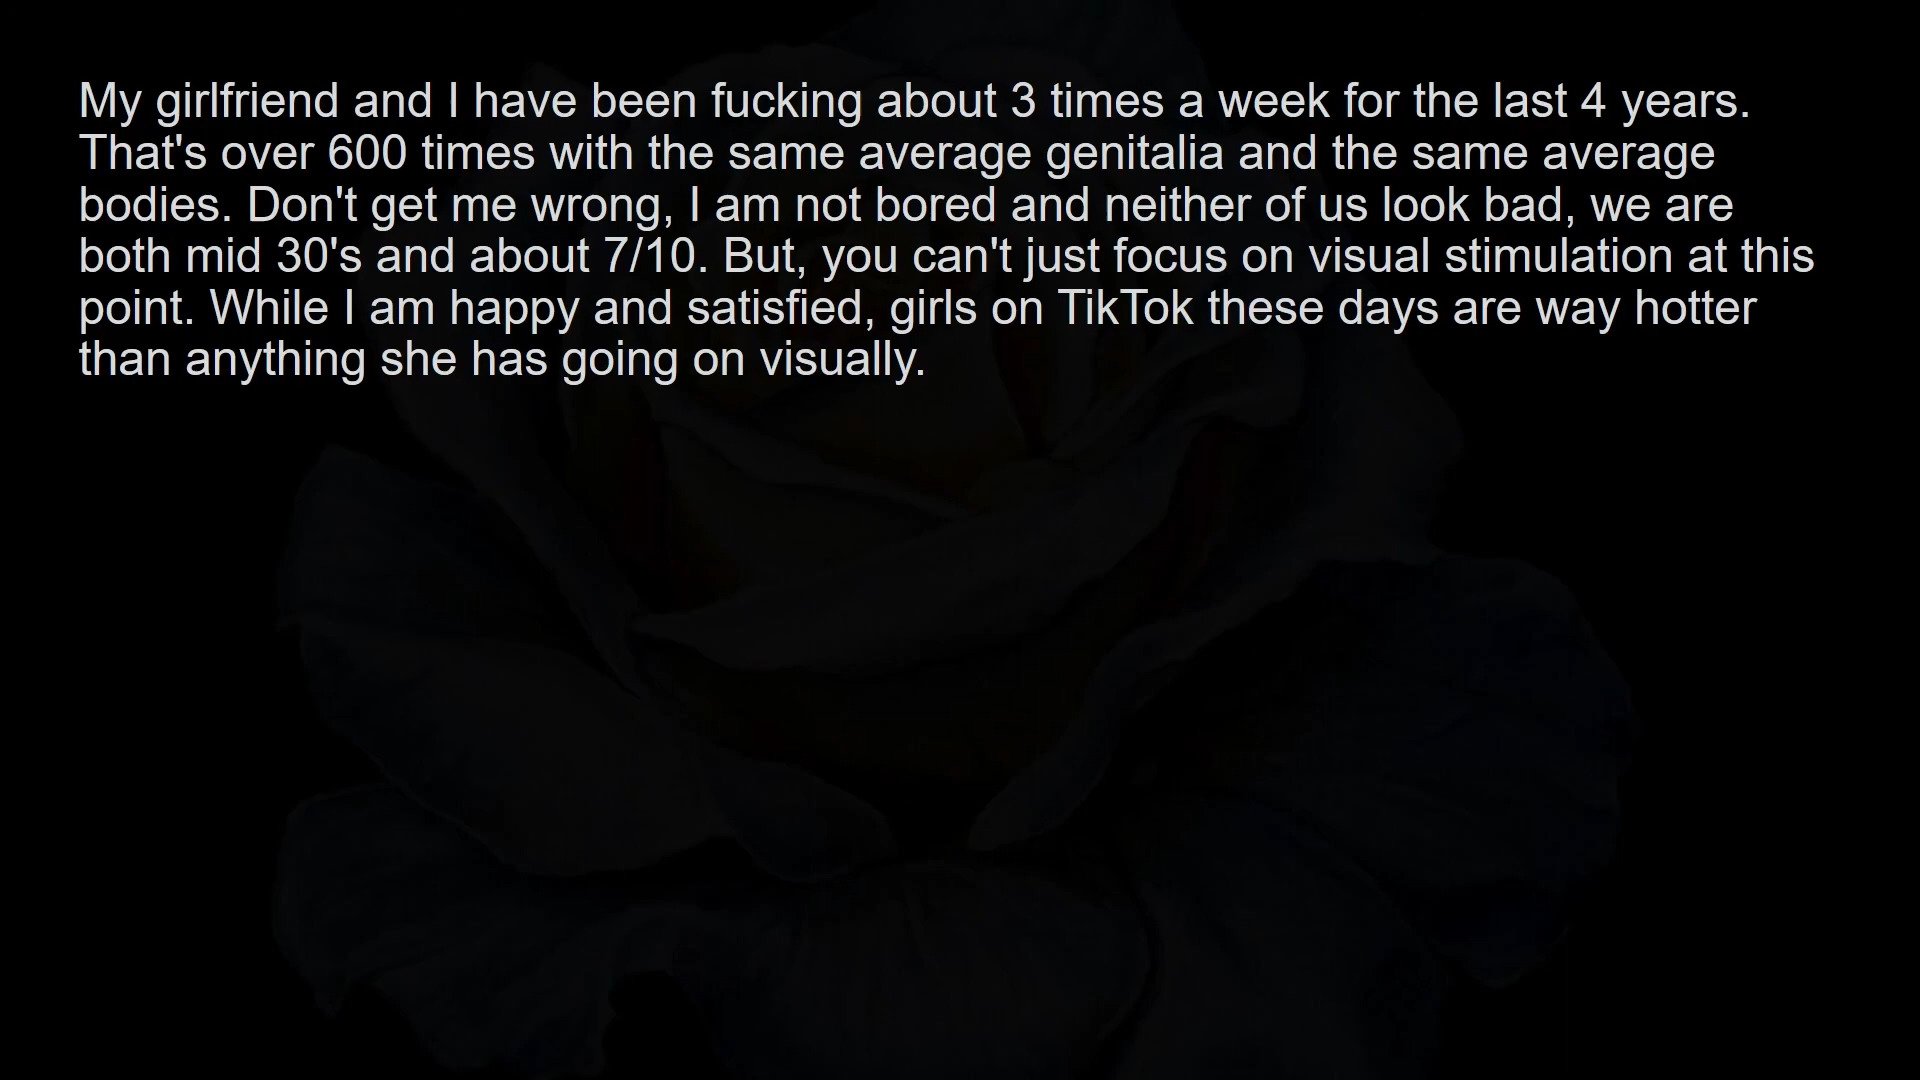 My girlfriend and I have been fucking about 3 times a week for the last 4 years.
That's over 600 times with the same average genitalia and the same average
bodies. Don't get me wrong, I am not bored and neither of us look bad, we are
both mid 30's and about 7/10. But, you can't just focus on visual stimulation at this
point. While I am happy and satisfied, girls on TikTok these days are way hotter
than anything she has going on visually.